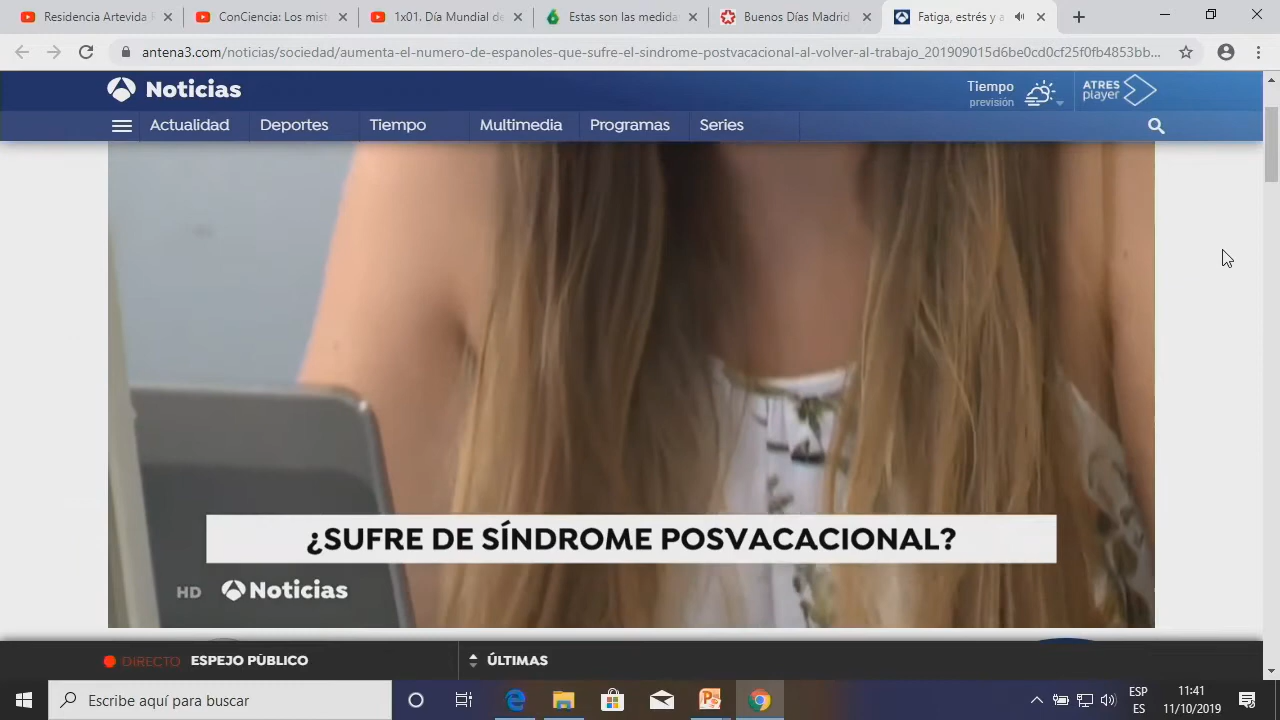 Residencia Artevida R
ConCiencia: Los mist
1x01. Día Mundial de
Estas son las medida
Buenos Días Madrid
Fatiga, estrés y a
antena3.com/noticias/sociedad/aumenta-el-numero-de-espanoles-que-sufre-el-sindrome-postvacacional-al-volver-al-trabajo_201909015d6be0cd0cf25f0fb4853bb...
Noticias
Tiempo
previsión
ATRES
player
Actualidad Deportes Tiempo Multimedia Programas Series
¿SUFRE DE SÍNDROME POSVACACIONAL?
HD Noticias
DIRECTO ESPEJO PÚBLICO
ÚLTIMAS
Escribe aquí para buscar
ESP
ES
11:41
11/10/2019